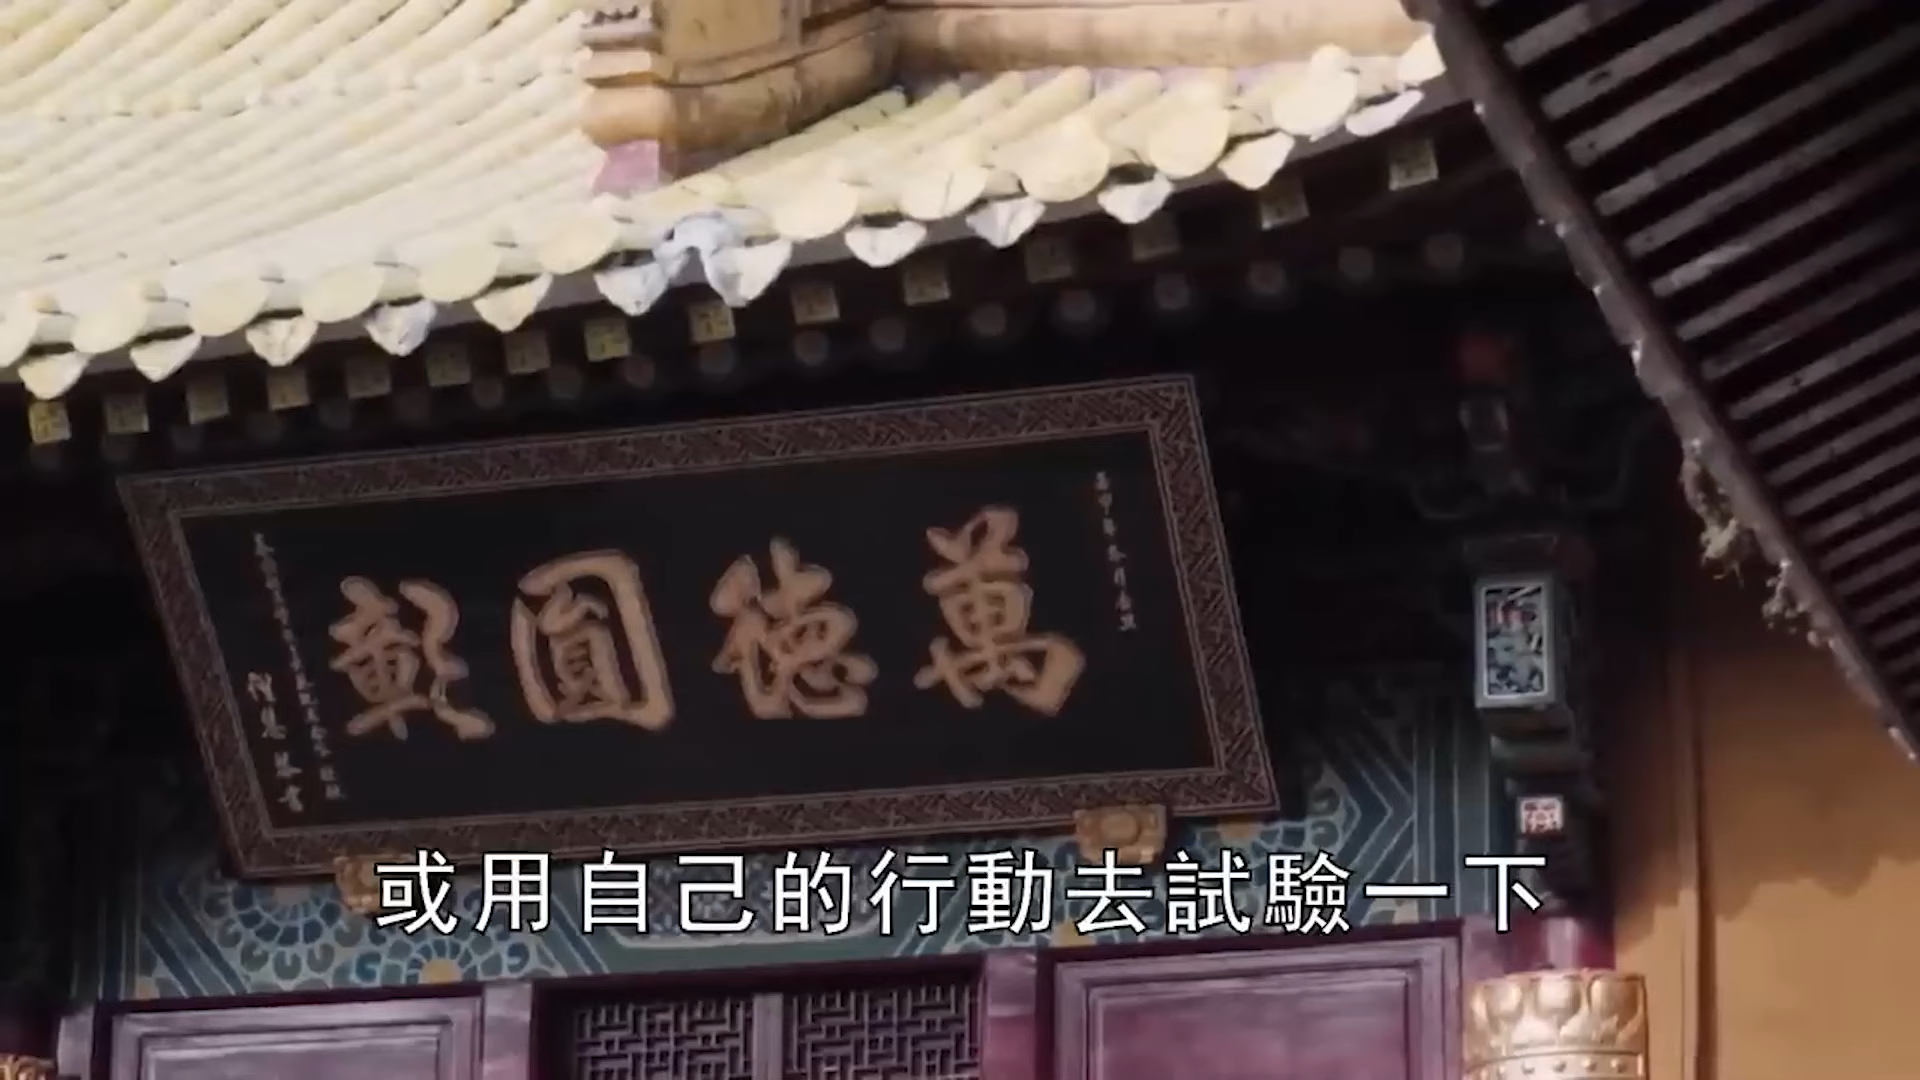 萬德圓彰
或用自己的行動去試驗一下